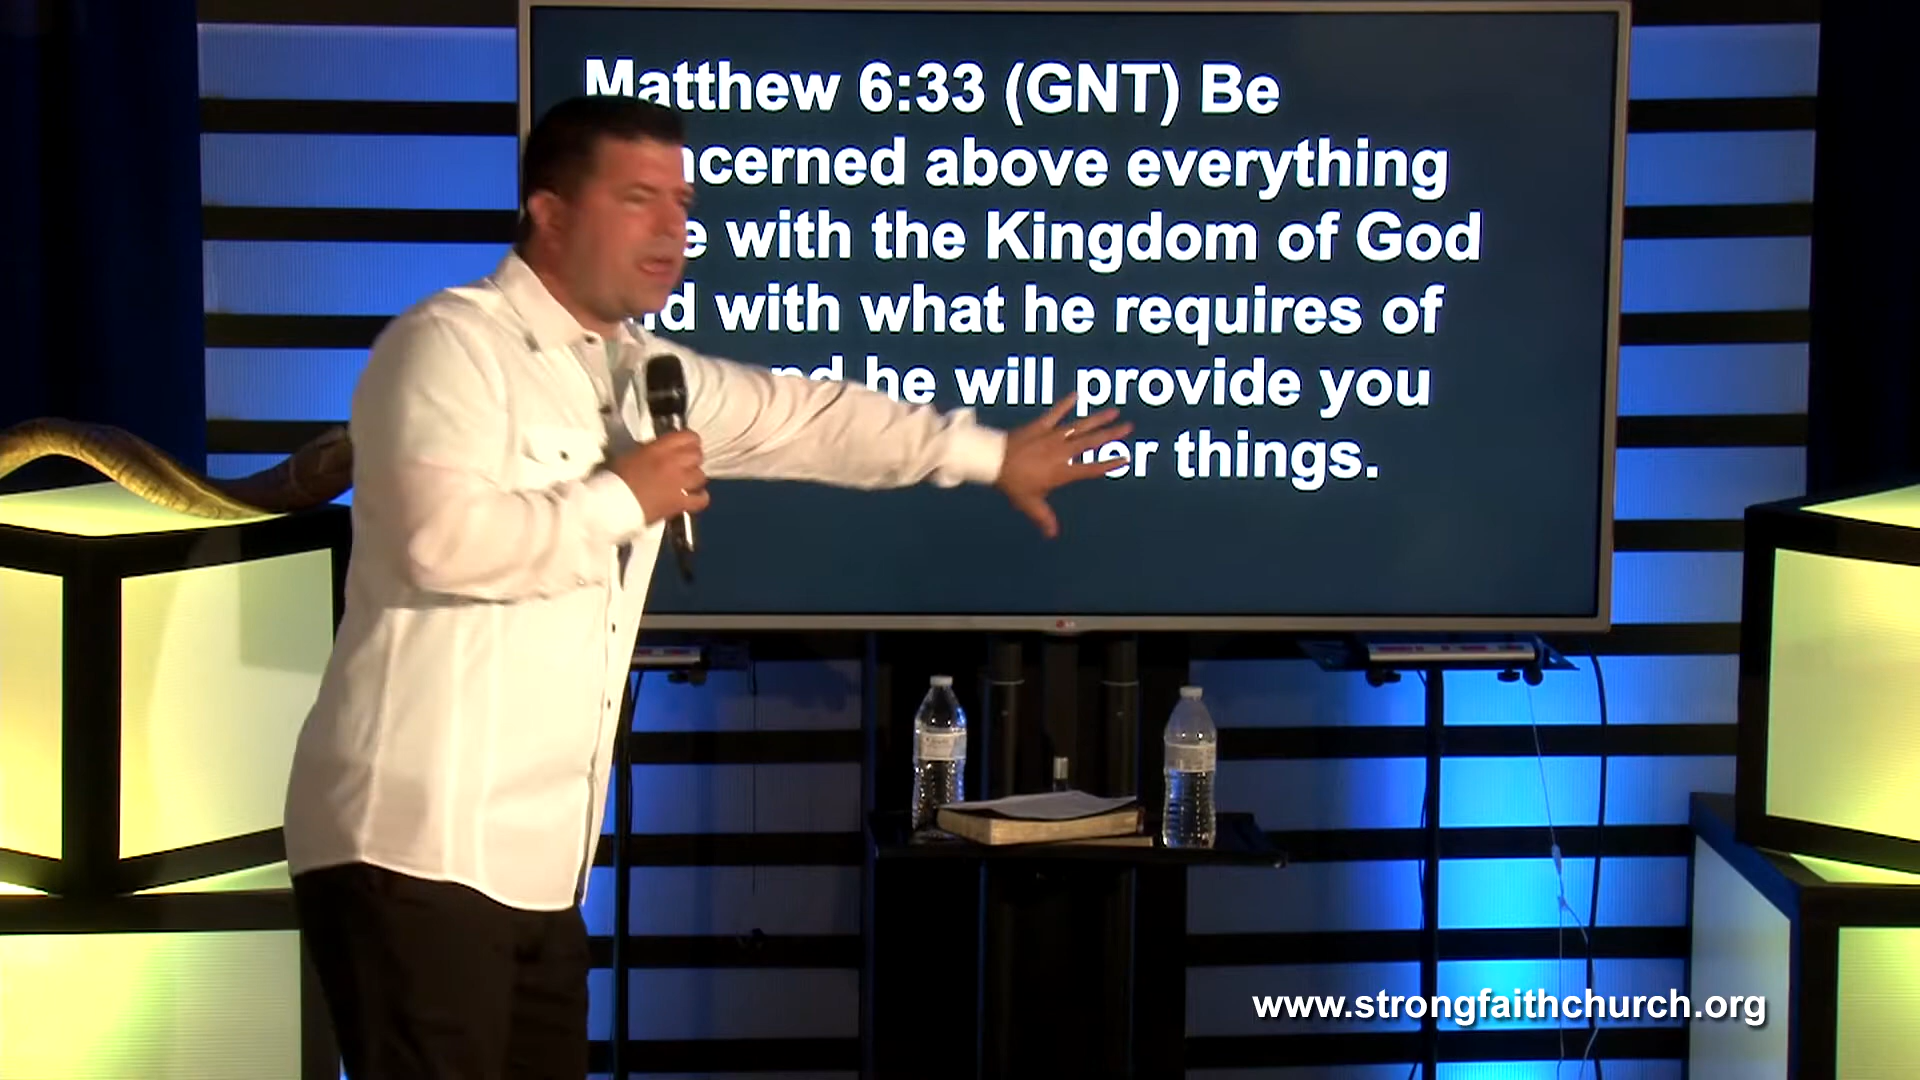 Matthew 6:33 (GNT) Be
above everything
with the Kingdom of God
with what he requires of
he will provide you
things.
www.strongfaithchurch.org